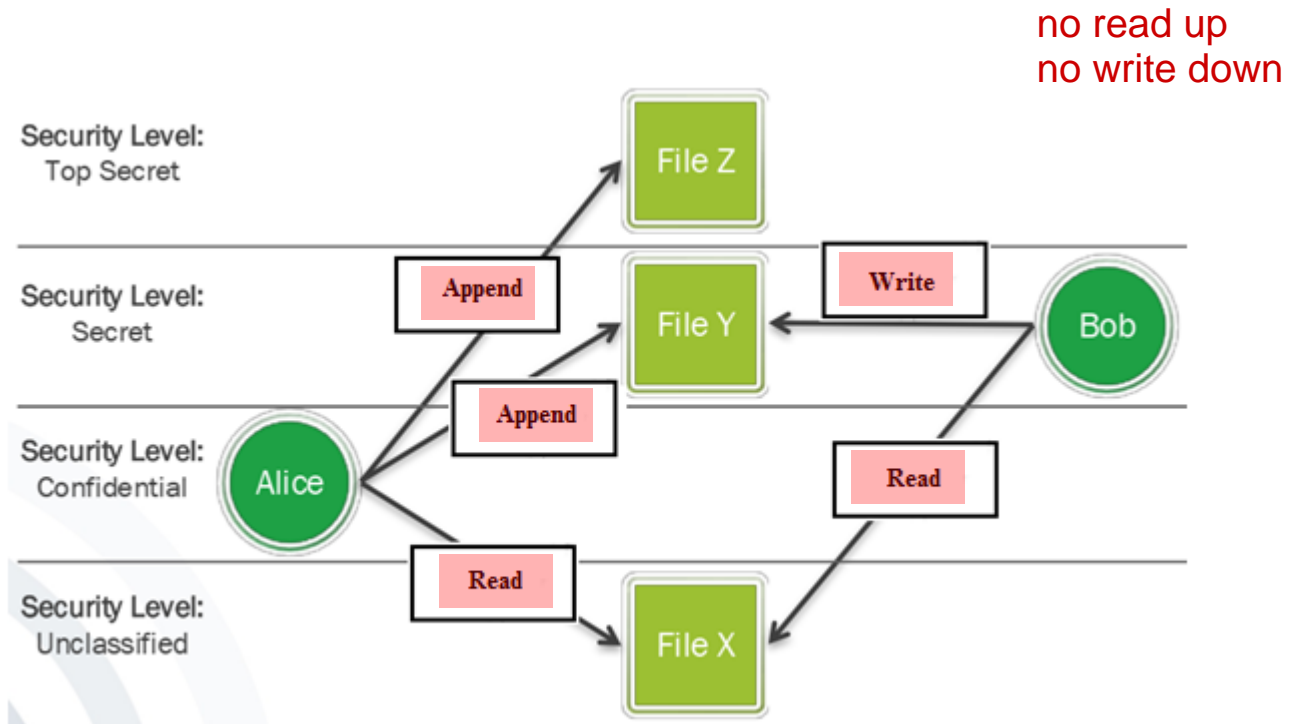 no read up
no write down
Security Level:
Top Secret
File Z
Append
Security Level:
Secret
File Y
Write
Bob
Append
Security Level:
Confidential
Alice
Read
Read
Security Level:
Unclassified
File X